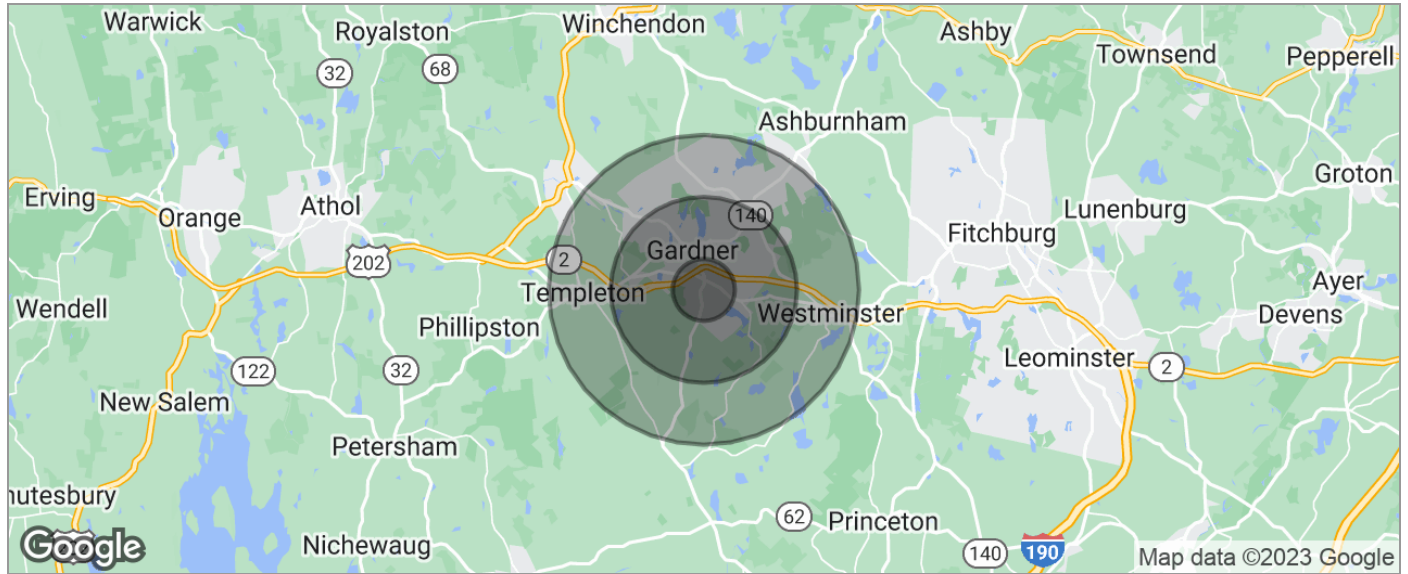 Warwick
Royalston
Winchendon
Ashby
Townsend
Pepperell
32
68
Ashburnham
Groton
Erving
Orange
Athol
140
Lunenburg
Fitchburg
Gardner
202
2
Templeton
Westminster
Ayer
Wendell
Phillipston
Devens
Leominster
2
122
32
New Salem
Petersham
hutesbury
62
Princeton
Nichewaug
140
190
Google
Map data ©2023 Google